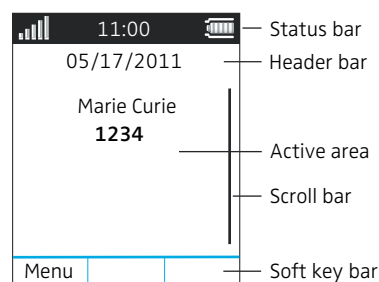 11:00
Status bar
05/17/2011
Header bar
Marie Curie
1234
Active area
Scroll bar
Menu
Soft key bar